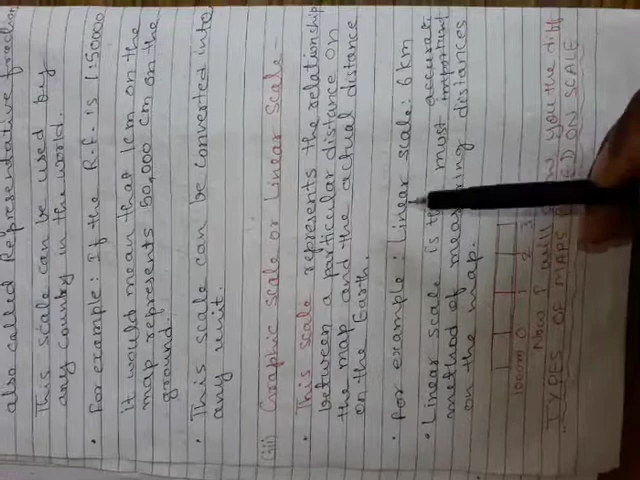 also called Representative fraction
This scale can be used by
any country in the world.
• For example: If the R.F. is 1:50000
it would mean that 1cm on the
map represents 50,000 cm on the
ground.
• This scale can be converted into
any unit.
(iii) Graphic scale or Linear Scale-
• This scale represents the relationship
between a particular distance on
the map and the actual distance
on the Earth.
• For example: Linear scale: 6 km
• Linear scale is the most accurate
method of measuring distances
on the map.
1000m 0 1 2 3
Now I will you the diff
TYPES OF MAPS ED ON SCALE